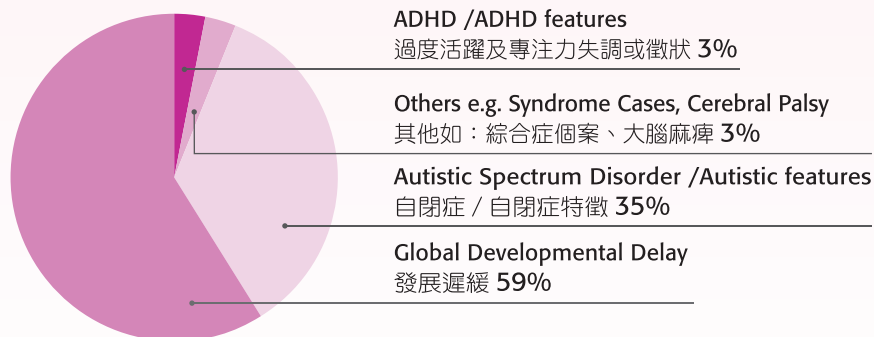 ADHD /ADHD features
過度活躍及專注力失調或徵狀 3%
Others e.g. Syndrome Cases, Cerebral Palsy
其他如：綜合症個案、大腦麻痺 3%
Autistic Spectrum Disorder /Autistic features
自閉症 / 自閉症特徵 35%
Global Developmental Delay
發展遲緩 59%